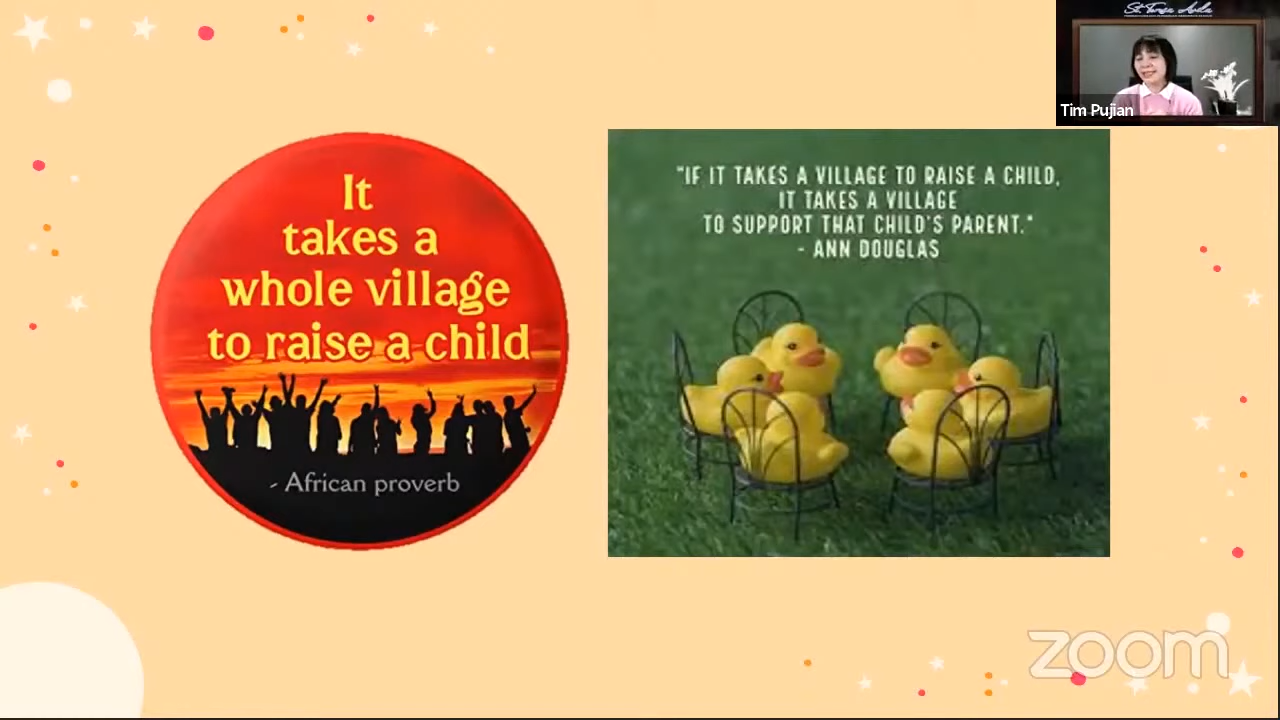 It
takes a
whole village
to raise a child
- African proverb
"IF IT TAKES A VILLAGE TO RAISE A CHILD,
IT TAKES A VILLAGE
TO SUPPORT THAT CHILD'S PARENT."
- ANN DOUGLAS
Tim Pujian
zoom